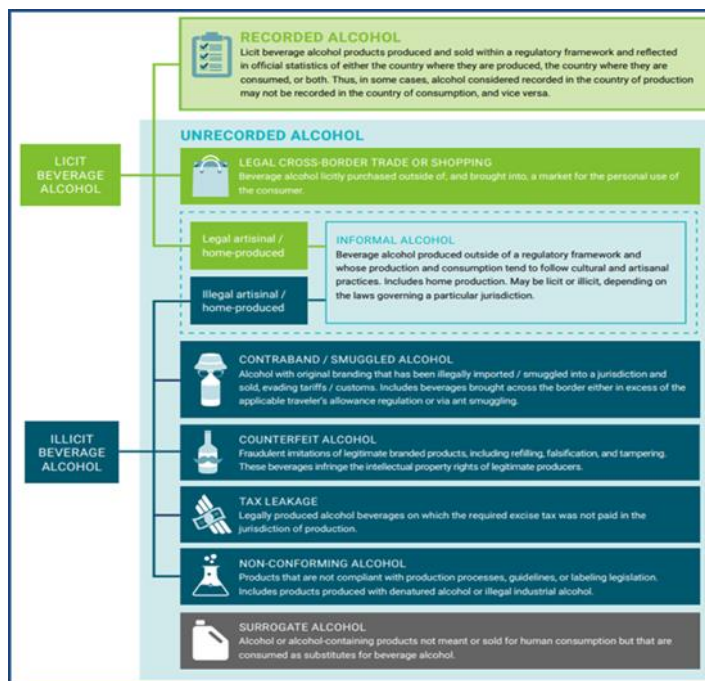 RECORDED ALCOHOL
Licit beverage alcohol products produced and sold within a regulatory framework and reflected
in official statistics of either the country where they are produced, the country where they are
consumed, or both. Thus, in some cases, alcohol considered recorded in the country of production
may not be recorded in the country of consumption, and vice versa.
LICIT
BEVERAGE
ALCOHOL
UNRECORDED ALCOHOL
LEGAL CROSS-BORDER TRADE OR SHOPPING
Beverage alcohol licitly purchased outside of, and brought into, a market for the personal use of
the consumer.
Legal artisinal /
home-produced
Illegal artisinal /
home-produced
INFORMAL ALCOHOL
Beverage alcohol produced outside of a regulatory framework and
whose production and consumption tend to follow cultural and artisanal
practices. Includes home production. May be licit or illicit, depending on
the laws governing a particular jurisdiction.
ILLICIT
BEVERAGE
ALCOHOL
CONTRABAND / SMUGGLED ALCOHOL
Alcohol with original branding that has been illegally imported / smuggled into a jurisdiction and
sold, evading tariffs / customs. Includes beverages brought across the border either in excess of the
applicable traveler's allowance regulation or via ant smuggling.
COUNTERFEIT ALCOHOL
Fraudulent imitations of legitimate branded products, including refilling, falsification, and tampering.
These beverages infringe the intellectual property rights of legitimate producers.
TAX LEAKAGE
Legally produced alcohol beverages on which the required excise tax was not paid in the
jurisdiction of production.
NON-CONFORMING ALCOHOL
Products that are not compliant with production processes, guidelines, or labeling legislation.
Includes products produced with denatured alcohol or illegal industrial alcohol.
SURROGATE ALCOHOL
Alcohol or alcohol-containing products not meant or sold for human consumption but that are
consumed as substitutes for beverage alcohol.